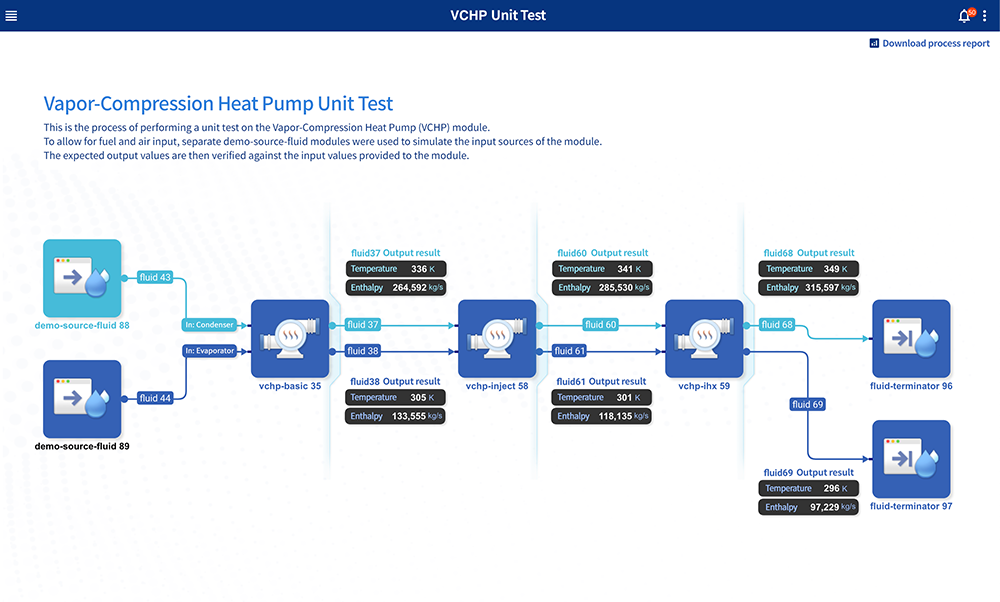 VCHP Unit Test
50
Download process report
Vapor-Compression Heat Pump Unit Test
This is the process of performing a unit test on the Vapor-Compression Heat Pump (VCHP) module.
To allow for fuel and air input, separate demo-source-fluid modules were used to simulate the input sources of the module.
The expected output values are then verified against the input values provided to the module.
fluid37 Output result
Temperature 336 K
Enthalpy 264,592 kg/s
fluid60 Output result
Temperature 341 K
Enthalpy 285,530 kg/s
fluid68 Output result
Temperature 349 K
Enthalpy 315,597 kg/s
fluid 43
demo-source-fluid 88
In: Condenser
fluid 37
fluid 60
fluid 68
In: Evaporator
fluid 38
fluid 61
vchp-basic 35
vchp-inject 58
vchp-ihx 59
fluid-terminator 96
fluid38 Output result
Temperature 305 K
Enthalpy 133,555 kg/s
fluid61 Output result
Temperature 301 K
Enthalpy 118,135 kg/s
fluid 44
fluid 69
demo-source-fluid 89
fluid69 Output result
Temperature 296 K
Enthalpy 97,229 kg/s
fluid-terminator 97